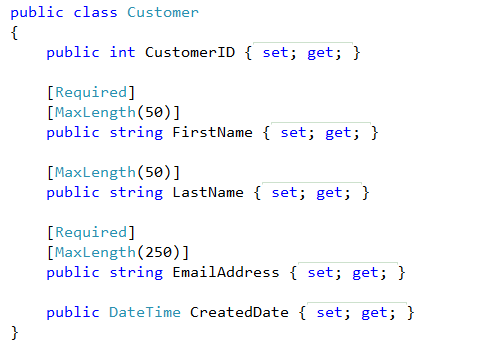 public class Customer
{
    public int CustomerID { set; get; }
    [Required]
    [MaxLength(50)]
    public string FirstName { set; get; }
    [MaxLength(50)]
    public string LastName { set; get; }
    [Required]
    [MaxLength(250)]
    public string EmailAddress { set; get; }
    public DateTime CreatedDate { set; get; }
}